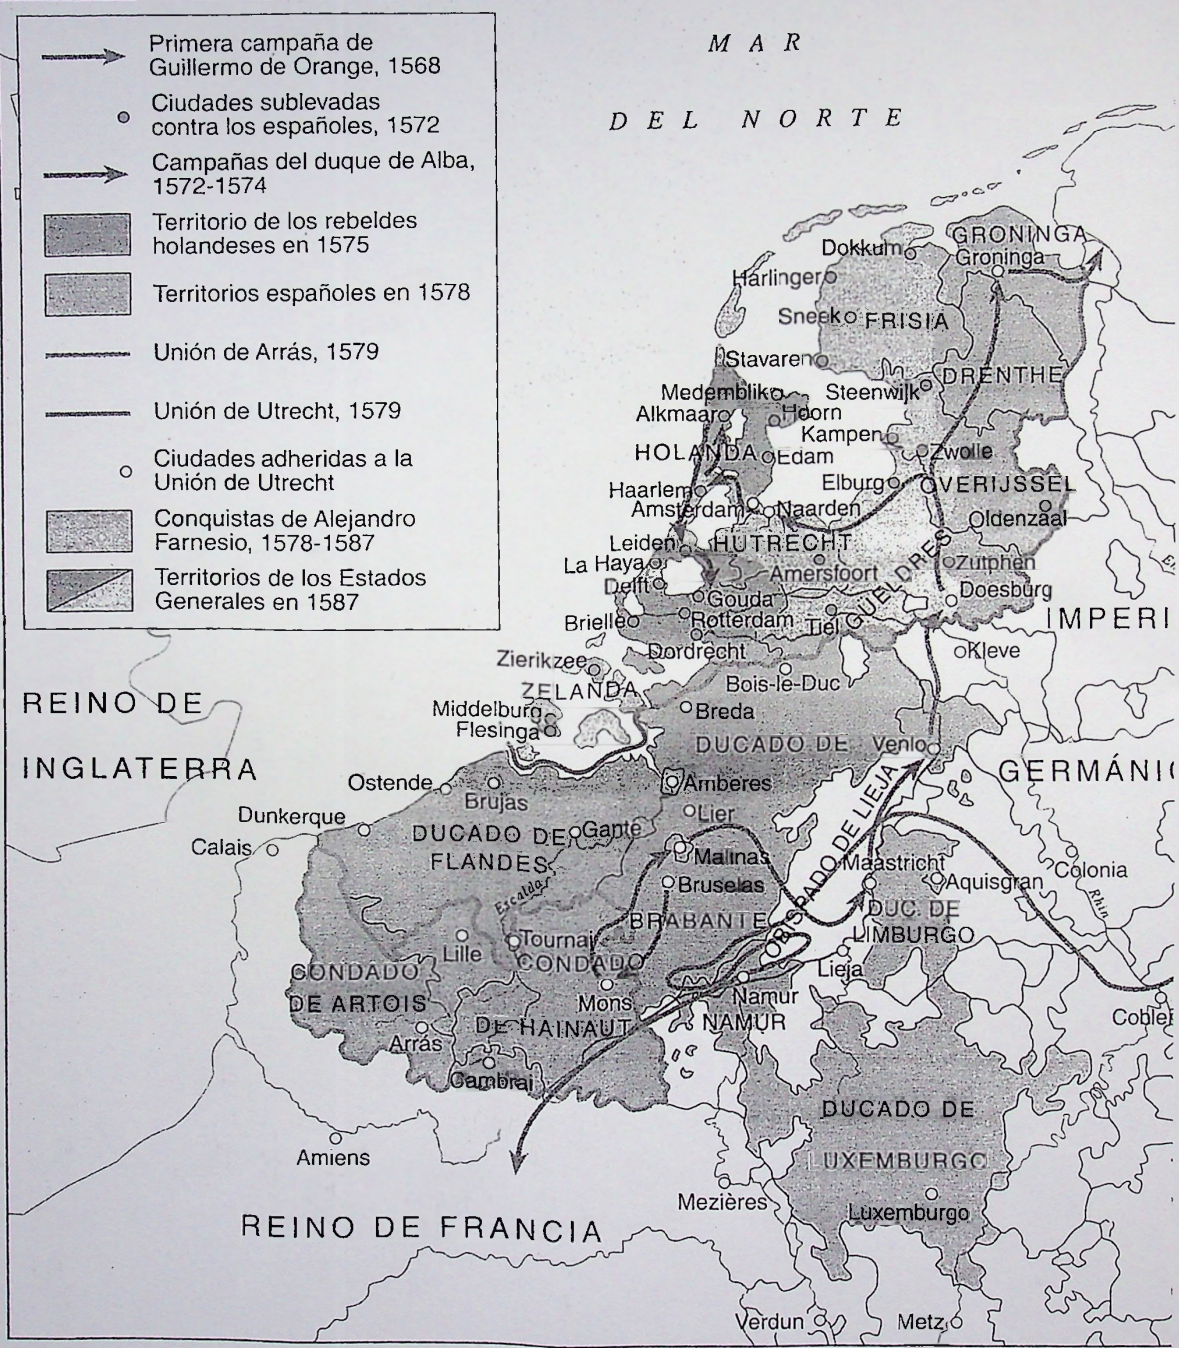 Primera campaña de
Guillermo de Orange, 1568
Ciudades sublevadas
contra los españoles, 1572
Campañas del duque de Alba,
1572-1574
Territorio de los rebeldes
holandeses en 1575
Territorios españoles en 1578
Unión de Arrás, 1579
Unión de Utrecht, 1579
Ciudades adheridas a la
Unión de Utrecht
Conquistas de Alejandro
Farnesio, 1578-1587
Territorios de los Estados
Generales en 1587
MAR
DEL NORTE
GRONINGA
Dokkum
Groninga
Harlinger
Sneek
FRISIA
Stavaren
DRENTHE
Medemblik
Steenwijk
Alkmaar
Hoorn
Kampen
HOLANDA
Edam
Zwolle
Haarlem
Elburg
OVERIJSSEL
Amsterdam
Naarden
Oldenzaal
Leiden
HUTRECHT
La Haya
Amersfoort
Zutphen
Delft
GUELDRES
Gouda
Doesburg
Brielle
Rotterdam
Tiel
IMPERI
Dordrecht
Kleve
Zierikzee
Bois-le-Duc
ZELANDA
REINO DE
Middelburg
Breda
Flesinga
DUCADO DE
Venlo
INGLATERRA
GERMÁNIC
Ostende
Brujas
Amberes
Dunkerque
Lier
DUCADO DE
Gante
Calais
FLANDES
Malinas
OBISPADO DE LIEJA
Maastricht
Colonia
Bruselas
Aquisgran
Escalda
Rhin
BRABANTE
DUC. DE
Lille
Tournai
LIMBURGO
CONDADO
CONDADO
Lieja
DE ARTOIS
Mons
Namur
Coblen
DE HAINAUT
NAMUR
Arrás
Cambrai
DUCADO DE
Amiens
LUXEMBURGO
Mezières
Luxemburgo
REINO DE FRANCIA
Verdun
Metz